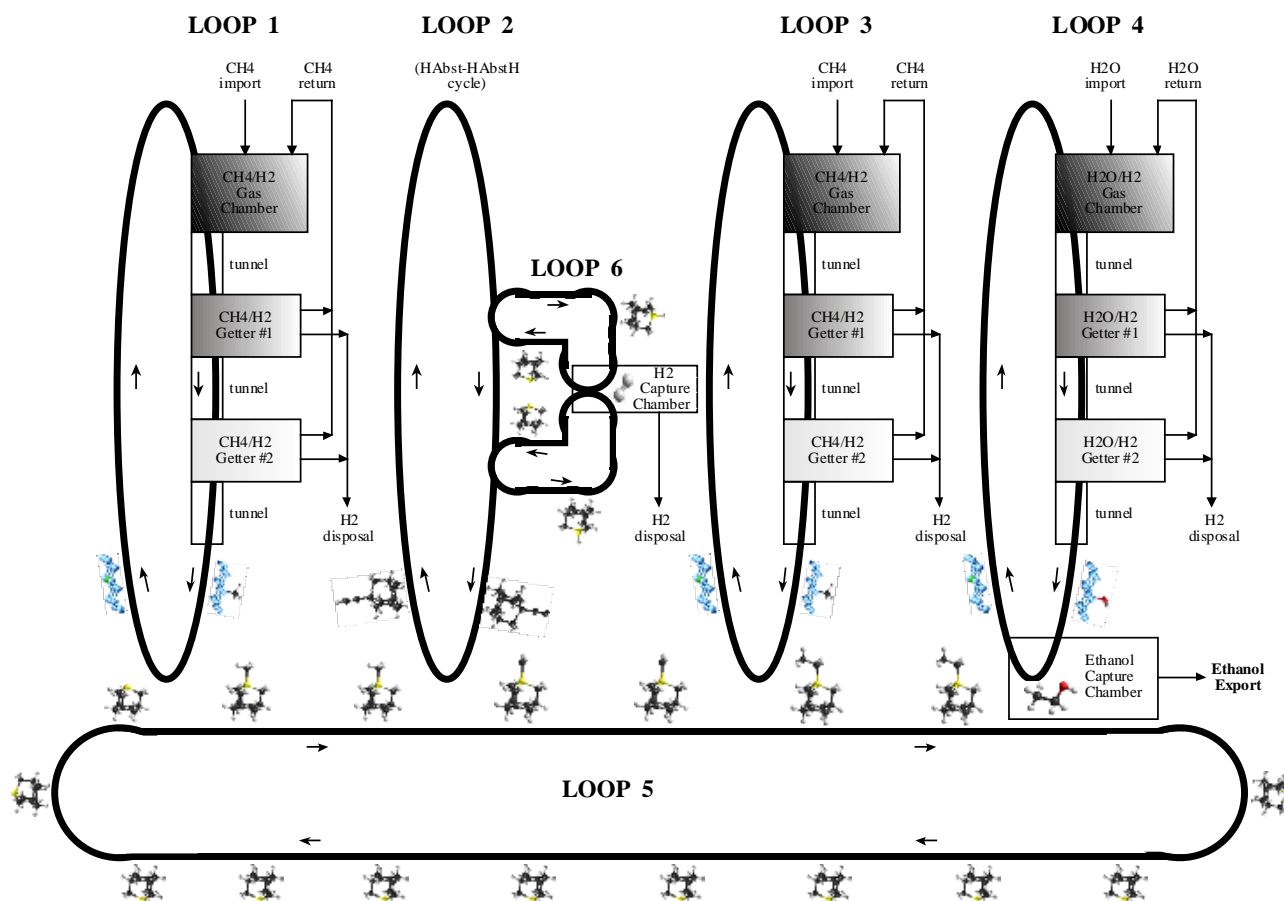 LOOP 1
LOOP 2
LOOP 3
LOOP 4
CH4
import
CH4
return
(HAbst-HAbstH
cycle)
CH4
import
CH4
return
H2O
import
H2O
return
CH4/H2
Gas
Chamber
CH4/H2
Gas
Chamber
H2O/H2
Gas
Chamber
tunnel
LOOP 6
tunnel
tunnel
CH4/H2
Getter #1
CH4/H2
Getter #1
H2O/H2
Getter #1
tunnel
H2
Capture
Chamber
tunnel
tunnel
CH4/H2
Getter #2
CH4/H2
Getter #2
H2O/H2
Getter #2
tunnel
H2
disposal
H2
disposal
tunnel
H2
disposal
tunnel
H2
disposal
Ethanol
Capture
Chamber
Ethanol
Export
LOOP 5